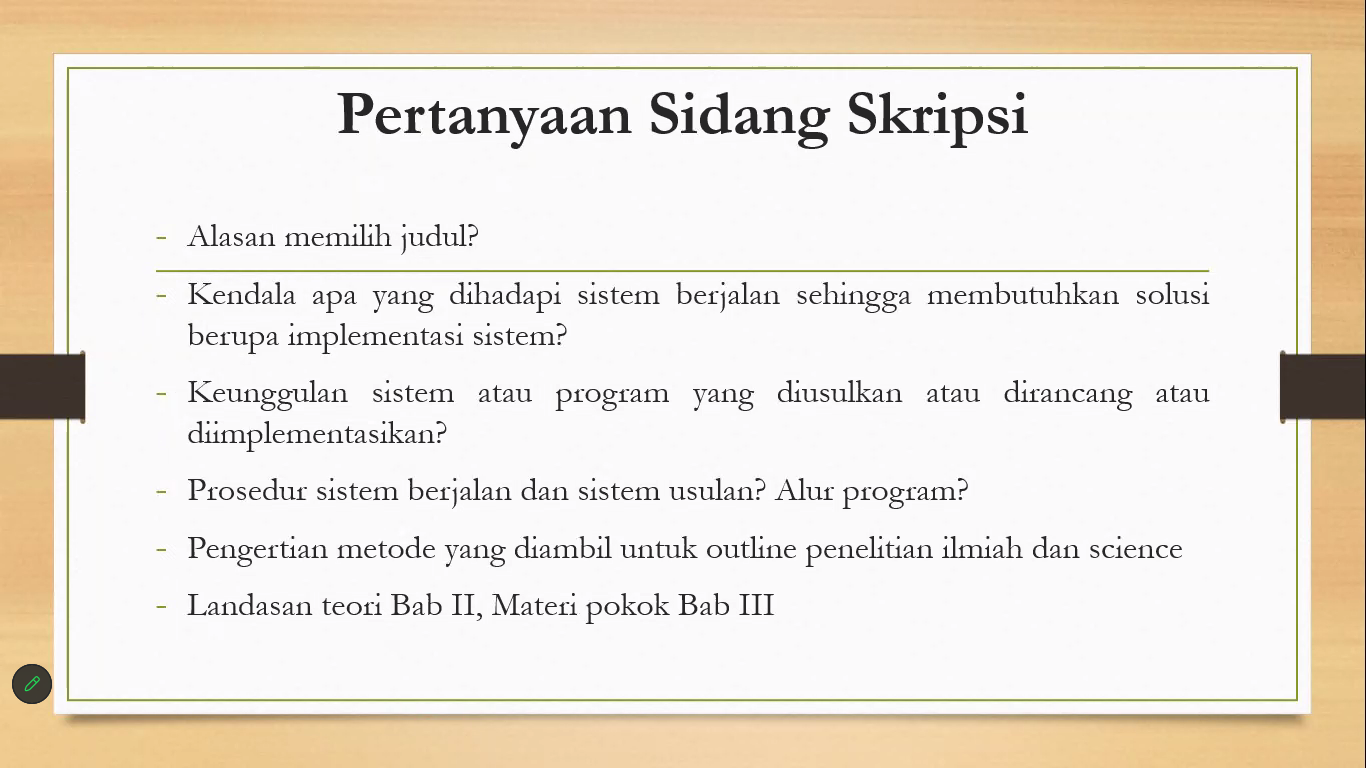 Pertanyaan Sidang Skripsi
- Alasan memilih judul?
- Kendala apa yang dihadapi sistem berjalan sehingga membutuhkan solusi
berupa implementasi sistem?
- Keunggulan sistem atau program yang diusulkan atau dirancang atau
diimplementasikan?
- Prosedur sistem berjalan dan sistem usulan? Alur program?
- Pengertian metode yang diambil untuk outline penelitian ilmiah dan science
- Landasan teori Bab II, Materi pokok Bab III